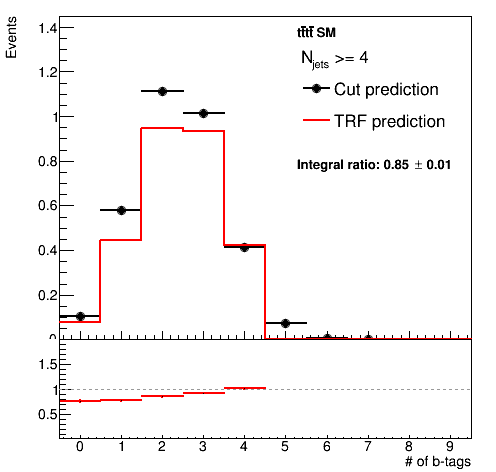 Events
1.4
1.2
1
0.8
0.6
0.4
0.2
0
tt̄tt̄ SM
Njets >= 4
Cut prediction
TRF prediction
Integral ratio: 0.85 ± 0.01
1.5
1
0.5
0 1 2 3 4 5 6 7 8 9
# of b-tags